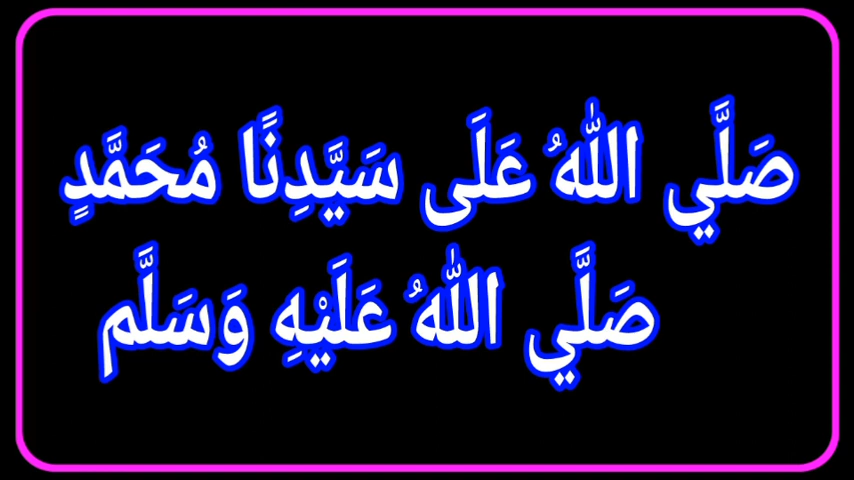 صَلَّي اللّٰهُ عَلَى سَيَّدِنًا مُحَمَّدٍ
صَلَّي اللّٰهُ عَلَيْهِ وَسَلَّم